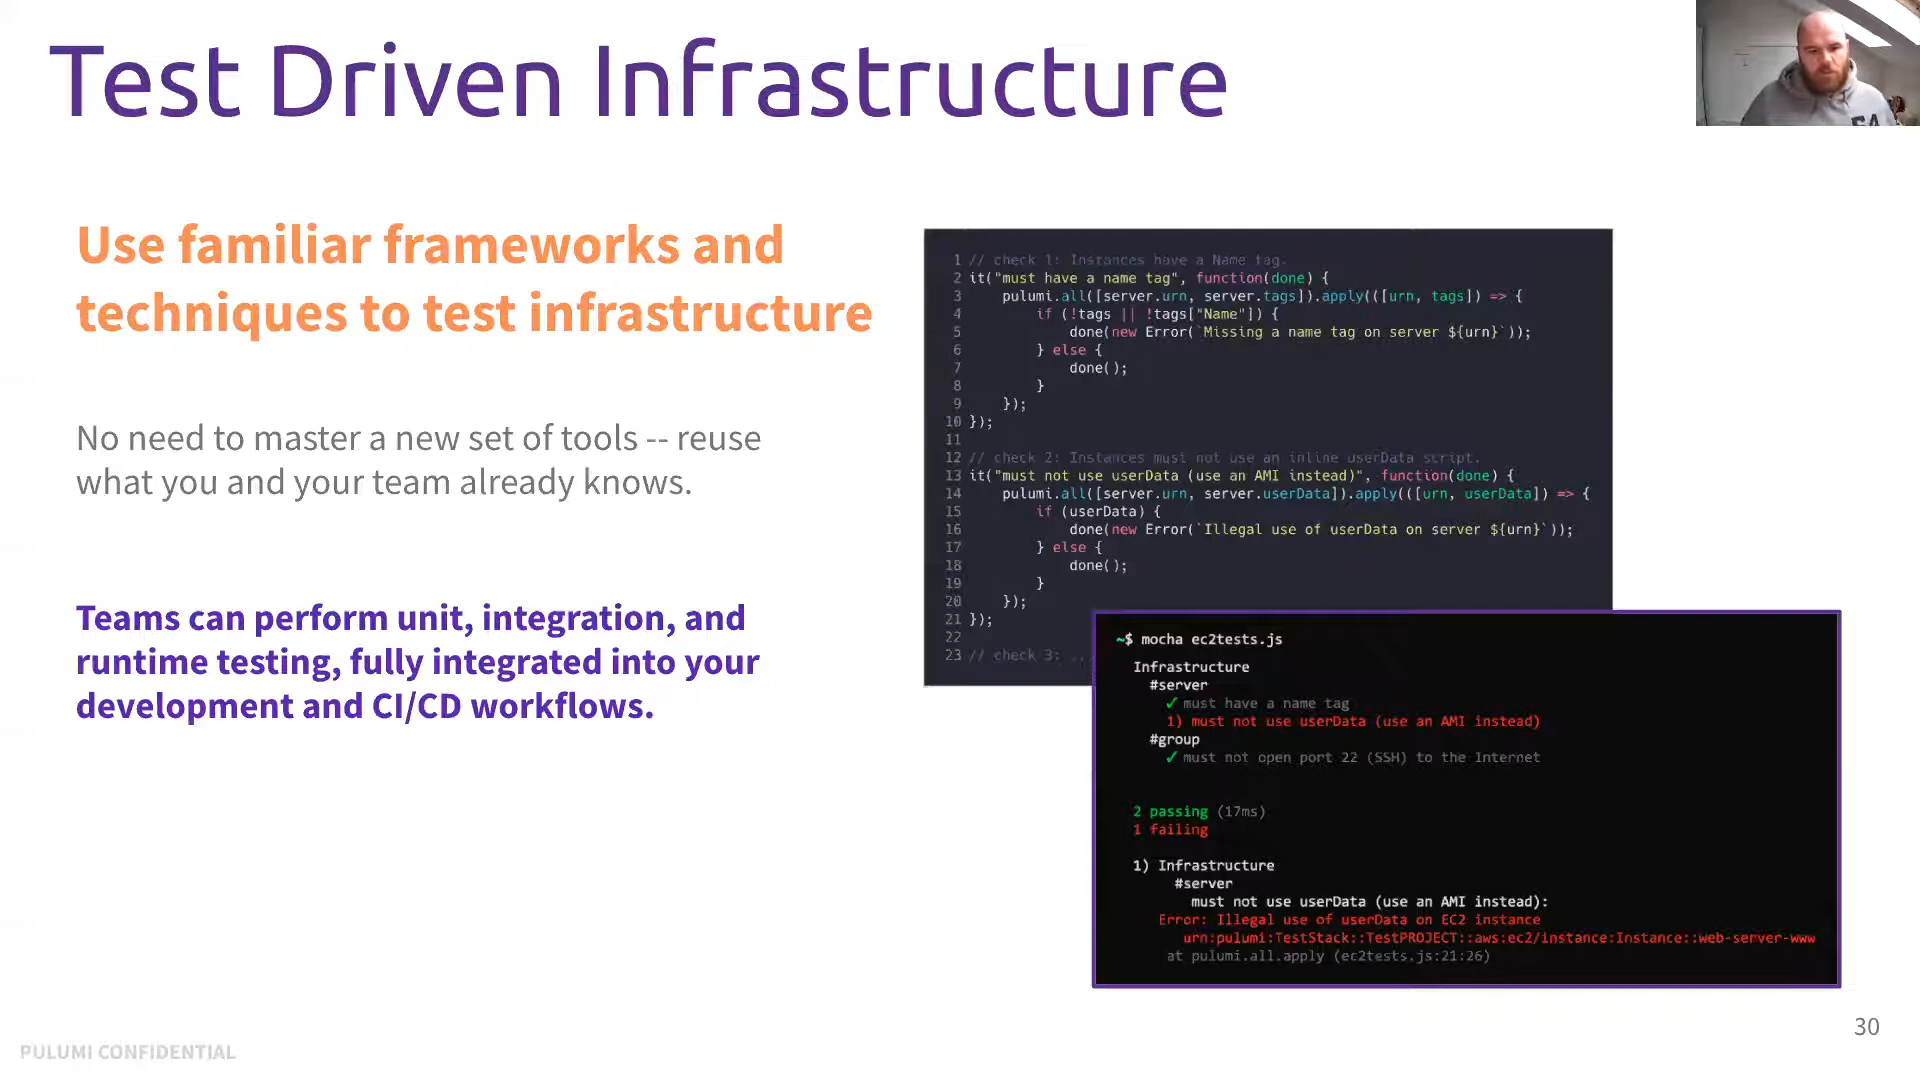 Test Driven Infrastructure
Use familiar frameworks and
techniques to test infrastructure
No need to master a new set of tools -- reuse
what you and your team already knows.
Teams can perform unit, integration, and
runtime testing, fully integrated into your
development and CI/CD workflows.
1 // check 1: Instances have a Name tag.
2 it("must have a name tag", function(done) {
3 pulumi.all([server.urn, server.tags]).apply(([urn, tags]) => {
4 if (!tags || !tags["Name"]) {
5 done(new Error(`Missing a name tag on server ${urn}`));
6 } else {
7 done();
8 }
9 });
10 });
11
12 // check 2: Instances must not use an inline userData script.
13 it("must not use userData (use an AMI instead)", function(done) {
14 pulumi.all([server.urn, server.userData]).apply(([urn, userData]) => {
15 if (userData) {
16 done(new Error(`Illegal use of userData on server ${urn}`));
17 } else {
18 done();
19 }
20 });
21 });
22
23 // check 3: ...
~$ mocha ec2tests.js
Infrastructure
#server
✓ must have a name tag
1) must not use userData (use an AMI instead)
#group
✓ must not open port 22 (SSH) to the Internet
2 passing (17ms)
1 failing
1) Infrastructure
#server
must not use userData (use an AMI instead):
Error: Illegal use of userData on EC2 instance
urn:pulumi:TestStack::TestPROJECT::aws:ec2/instance:Instance::web-server-www
at pulumi.all.apply (ec2tests.js:21:26)
30
PULUMI CONFIDENTIAL